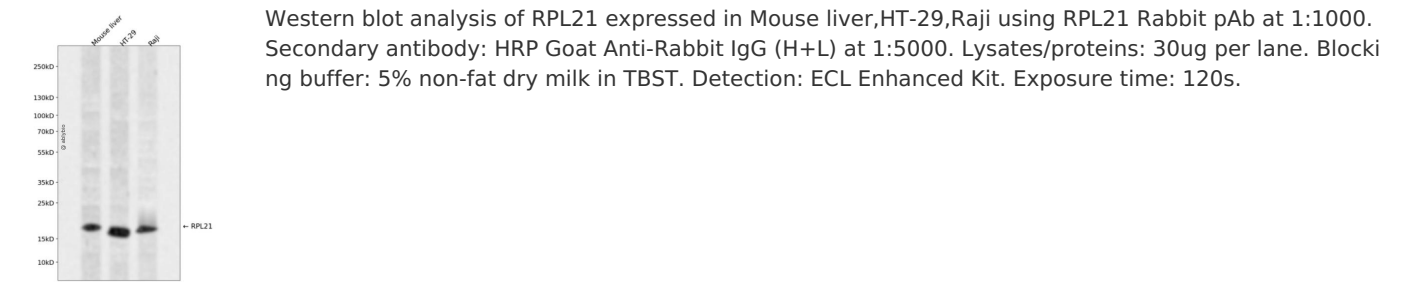 Mouse liver
HT-29
Raji
250kD
130kD
100kD
70kD
55kD
35kD
25kD
15kD
10kD
← RPL21
Western blot analysis of RPL21 expressed in Mouse liver,HT-29,Raji using RPL21 Rabbit pAb at 1:1000.
Secondary antibody: HRP Goat Anti-Rabbit IgG (H+L) at 1:5000. Lysates/proteins: 30ug per lane. Blocki
ng buffer: 5% non-fat dry milk in TBST. Detection: ECL Enhanced Kit. Exposure time: 120s.